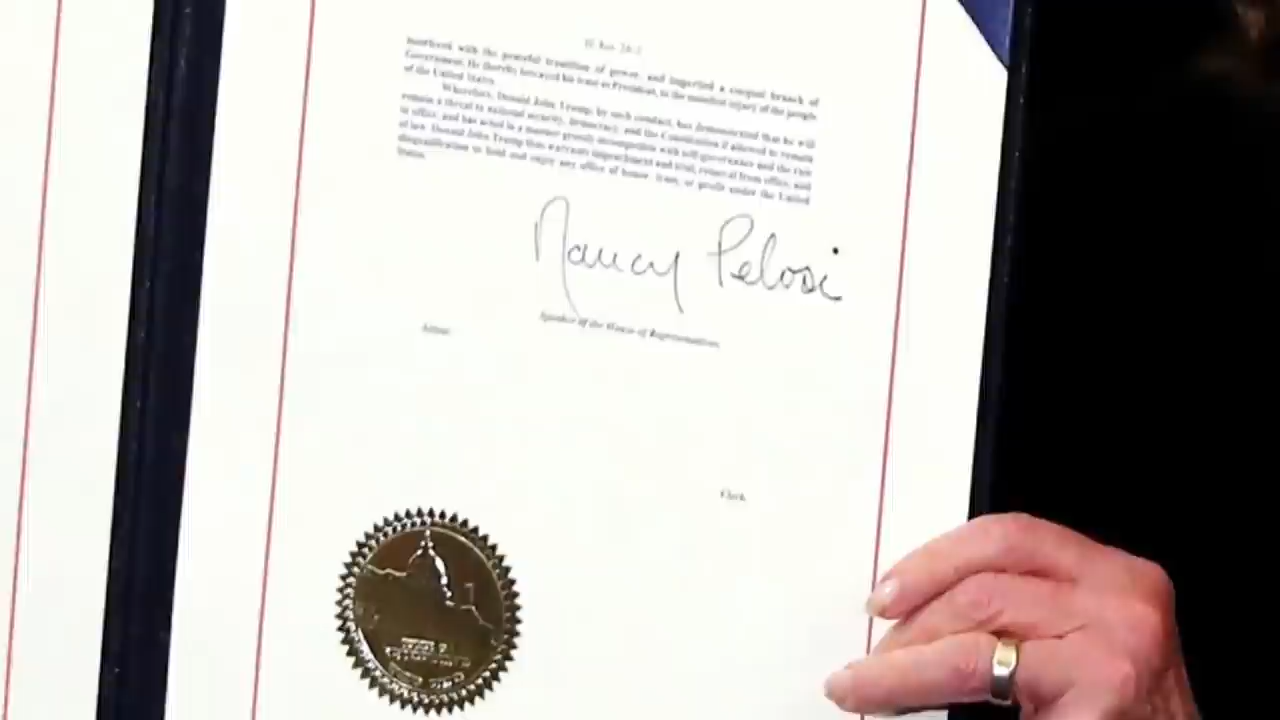 H. Res. 24–5
interfered with the peaceful transition of power, and imperiled a coequal branch of
Government. He thereby betrayed his trust as President, to the manifest injury of the people
of the United States.
Wherefore, Donald John Trump, by such conduct, has demonstrated that he will
remain a threat to national security, democracy, and the Constitution if allowed to remain
in office, and has acted in a manner grossly incompatible with self-governance and the rule
of law. Donald John Trump thus warrants impeachment and trial, removal from office, and
disqualification to hold and enjoy any office of honor, trust, or profit under the United
States.
Nancy Pelosi
Speaker of the House of Representatives.
Attest:
Clerk.